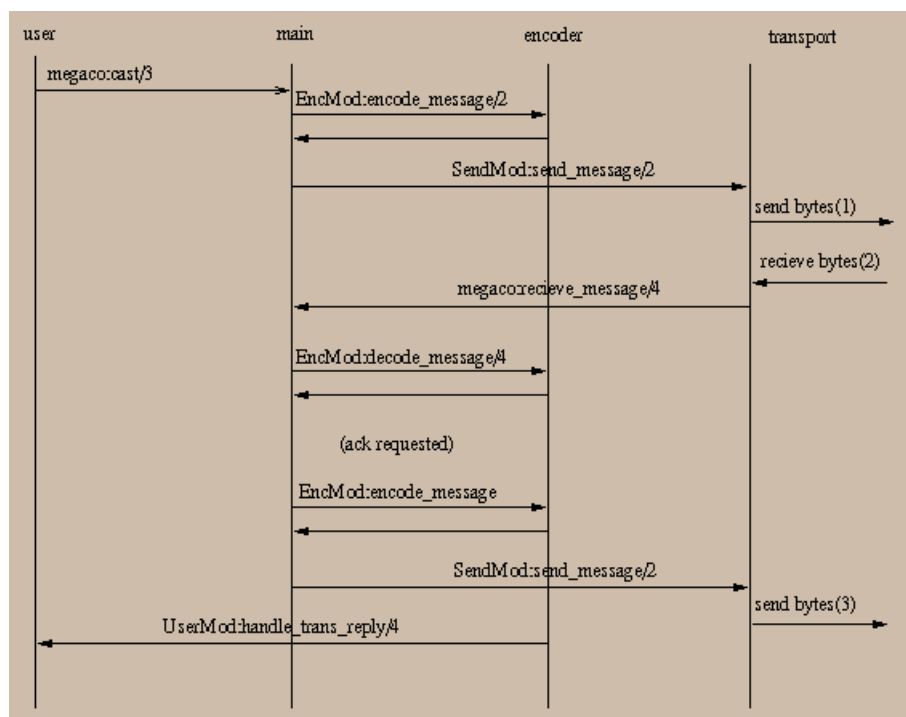 user main encoder transport
megaco:cast/3
EncMod:encode_message/2
SendMod:send_message/2
send bytes(1)
recieve bytes(2)
megaco:recieve_message/4
EncMod:decode_message/4
(ack requested)
EncMod:encode_message
SendMod:send_message/2
send bytes(3)
UserMod:handle_trans_reply/4